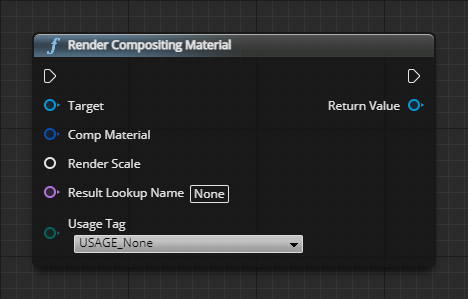 Render Compositing Material
Target
Return Value
Comp Material
Render Scale
Result Lookup Name None
Usage Tag
USAGE_None